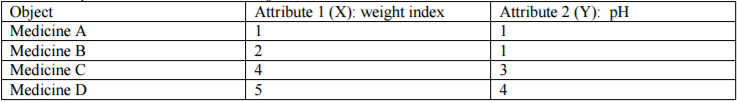 Object Attribute 1 (X): weight index Attribute 2 (Y): pH
Medicine A 1 1
Medicine B 2 1
Medicine C 4 3
Medicine D 5 4